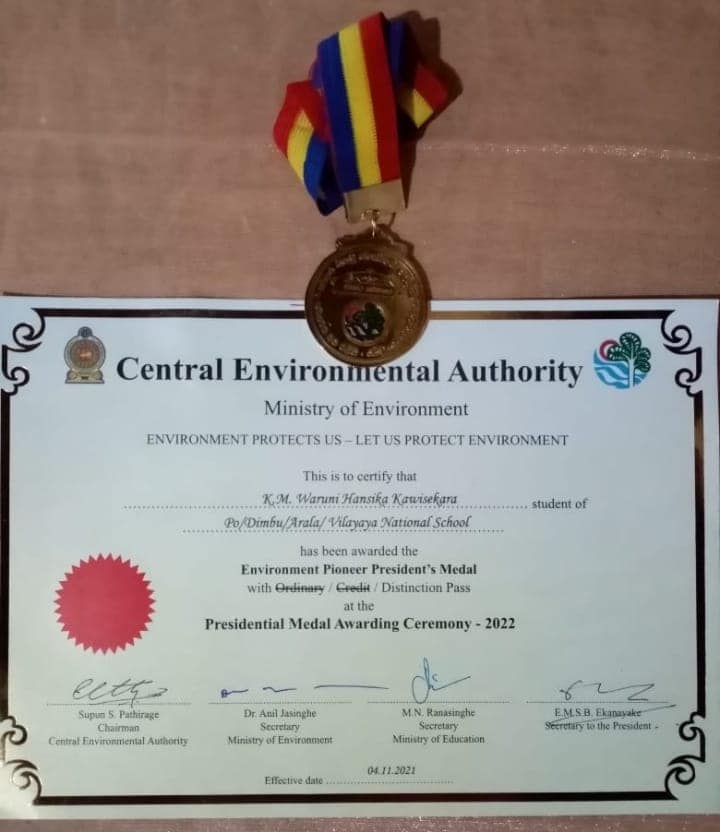 Central Environmental Authority
Ministry of Environment
ENVIRONMENT PROTECTS US – LET US PROTECT ENVIRONMENT
This is to certify that
K.M. Waruni Hansika Kawisekara student of
Po/Dimbu/Arala/ Vilayaya National School
has been awarded the
Environment Pioneer President's Medal
with Ordinary / Credit / Distinction Pass
at the
Presidential Medal Awarding Ceremony - 2022
Supun S. Pathirage
Chairman
Central Environmental Authority
Dr. Anil Jasinghe
Secretary
Ministry of Environment
M.N. Ranasinghe
Secretary
Ministry of Education
E.M.S.B. Ekanayake
Secretary to the President
Effective date 04.11.2021